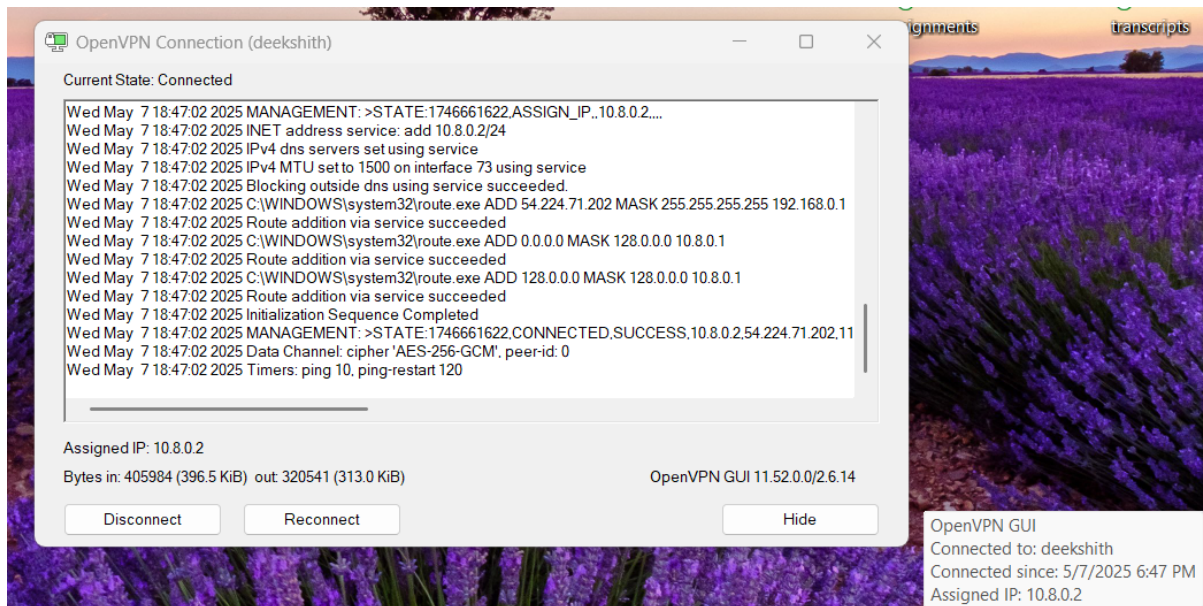 ignments
transcripts
OpenVPN Connection (deekshith)
Current State: Connected
Wed May 7 18:47:02 2025 MANAGEMENT: >STATE:1746661622,ASSIGN_IP,,10.8.0.2,,,,
Wed May 7 18:47:02 2025 INET address service: add 10.8.0.2/24
Wed May 7 18:47:02 2025 IPv4 dns servers set using service
Wed May 7 18:47:02 2025 IPv4 MTU set to 1500 on interface 73 using service
Wed May 7 18:47:02 2025 Blocking outside dns using service succeeded.
Wed May 7 18:47:02 2025 C:\WINDOWS\system32\route.exe ADD 54.224.71.202 MASK 255.255.255.255 192.168.0.1
Wed May 7 18:47:02 2025 Route addition via service succeeded
Wed May 7 18:47:02 2025 C:\WINDOWS\system32\route.exe ADD 0.0.0.0 MASK 128.0.0.0 10.8.0.1
Wed May 7 18:47:02 2025 Route addition via service succeeded
Wed May 7 18:47:02 2025 C:\WINDOWS\system32\route.exe ADD 128.0.0.0 MASK 128.0.0.0 10.8.0.1
Wed May 7 18:47:02 2025 Route addition via service succeeded
Wed May 7 18:47:02 2025 Initialization Sequence Completed
Wed May 7 18:47:02 2025 MANAGEMENT: >STATE:1746661622,CONNECTED,SUCCESS,10.8.0.2,54.224.71.202,11
Wed May 7 18:47:02 2025 Data Channel: cipher 'AES-256-GCM', peer-id: 0
Wed May 7 18:47:02 2025 Timers: ping 10, ping-restart 120
Assigned IP: 10.8.0.2
Bytes in: 405984 (396.5 KiB) out: 320541 (313.0 KiB)
OpenVPN GUI 11.52.0.0/2.6.14
Disconnect
Reconnect
Hide
OpenVPN GUI
Connected to: deekshith
Connected since: 5/7/2025 6:47 PM
Assigned IP: 10.8.0.2